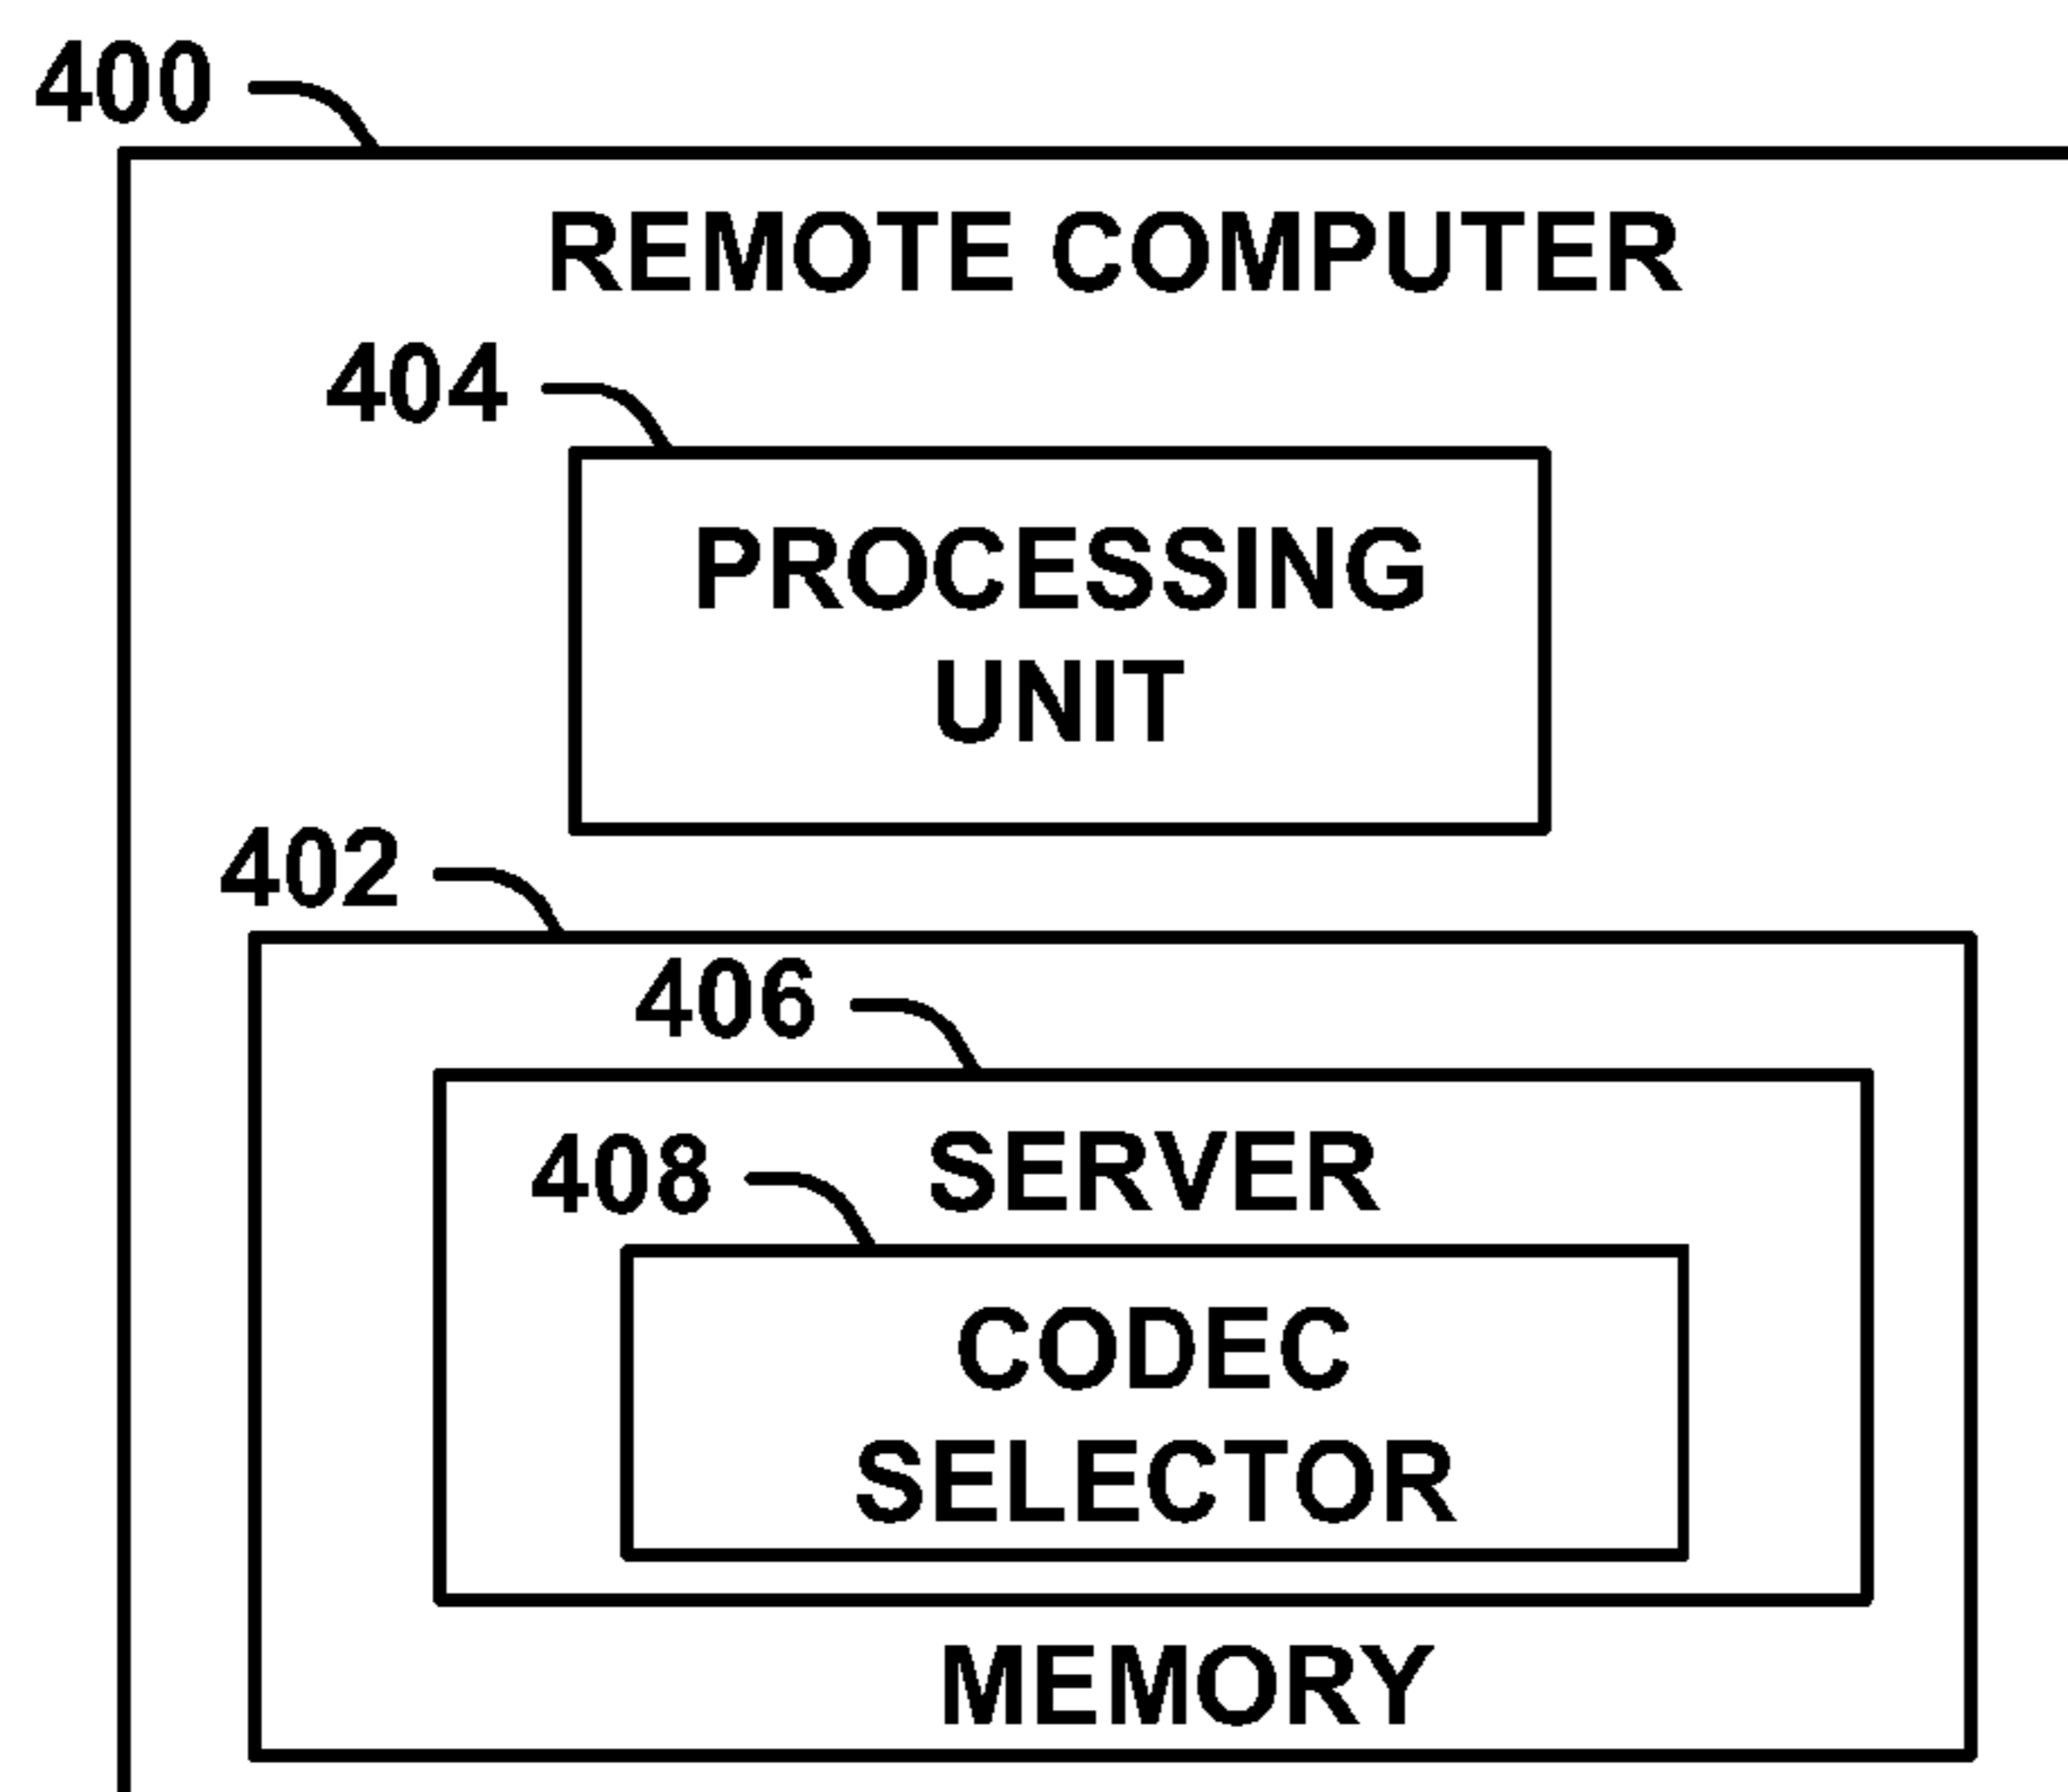 400
REMOTE COMPUTER
404
PROCESSING
UNIT
402
406
408
SERVER
CODEC
SELECTOR
MEMORY